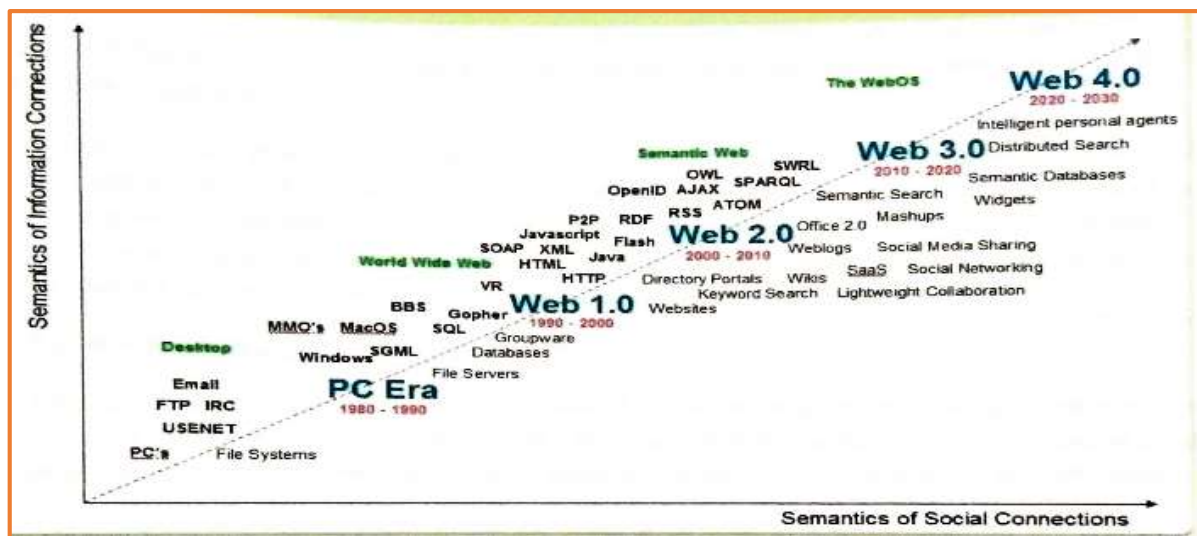 Semantics of Information Connections
The WebOS
Web 4.0
2020 - 2030
Intelligent personal agents
Semantic Web
Web 3.0
2010 - 2020
Distributed Search
SWRL
OWL
SPARQL
Semantic Databases
OpenID
AJAX
Semantic Search
Widgets
ATOM
P2P
RDF
RSS
Mashups
Office 2.0
Javascript
Flash
Web 2.0
2000 - 2010
Weblogs
Social Media Sharing
SOAP
XML
Java
World Wide Web
HTML
HTTP
Directory Portals
Wikis
SaaS
Social Networking
VR
Keyword Search
Lightweight Collaboration
BBS
Gopher
Web 1.0
1990 - 2000
Websites
MMO's
MacOS
SQL
Groupware
Desktop
Windows
SGML
Databases
File Servers
Email
PC Era
1980 - 1990
FTP IRC
USENET
PC's
File Systems
Semantics of Social Connections